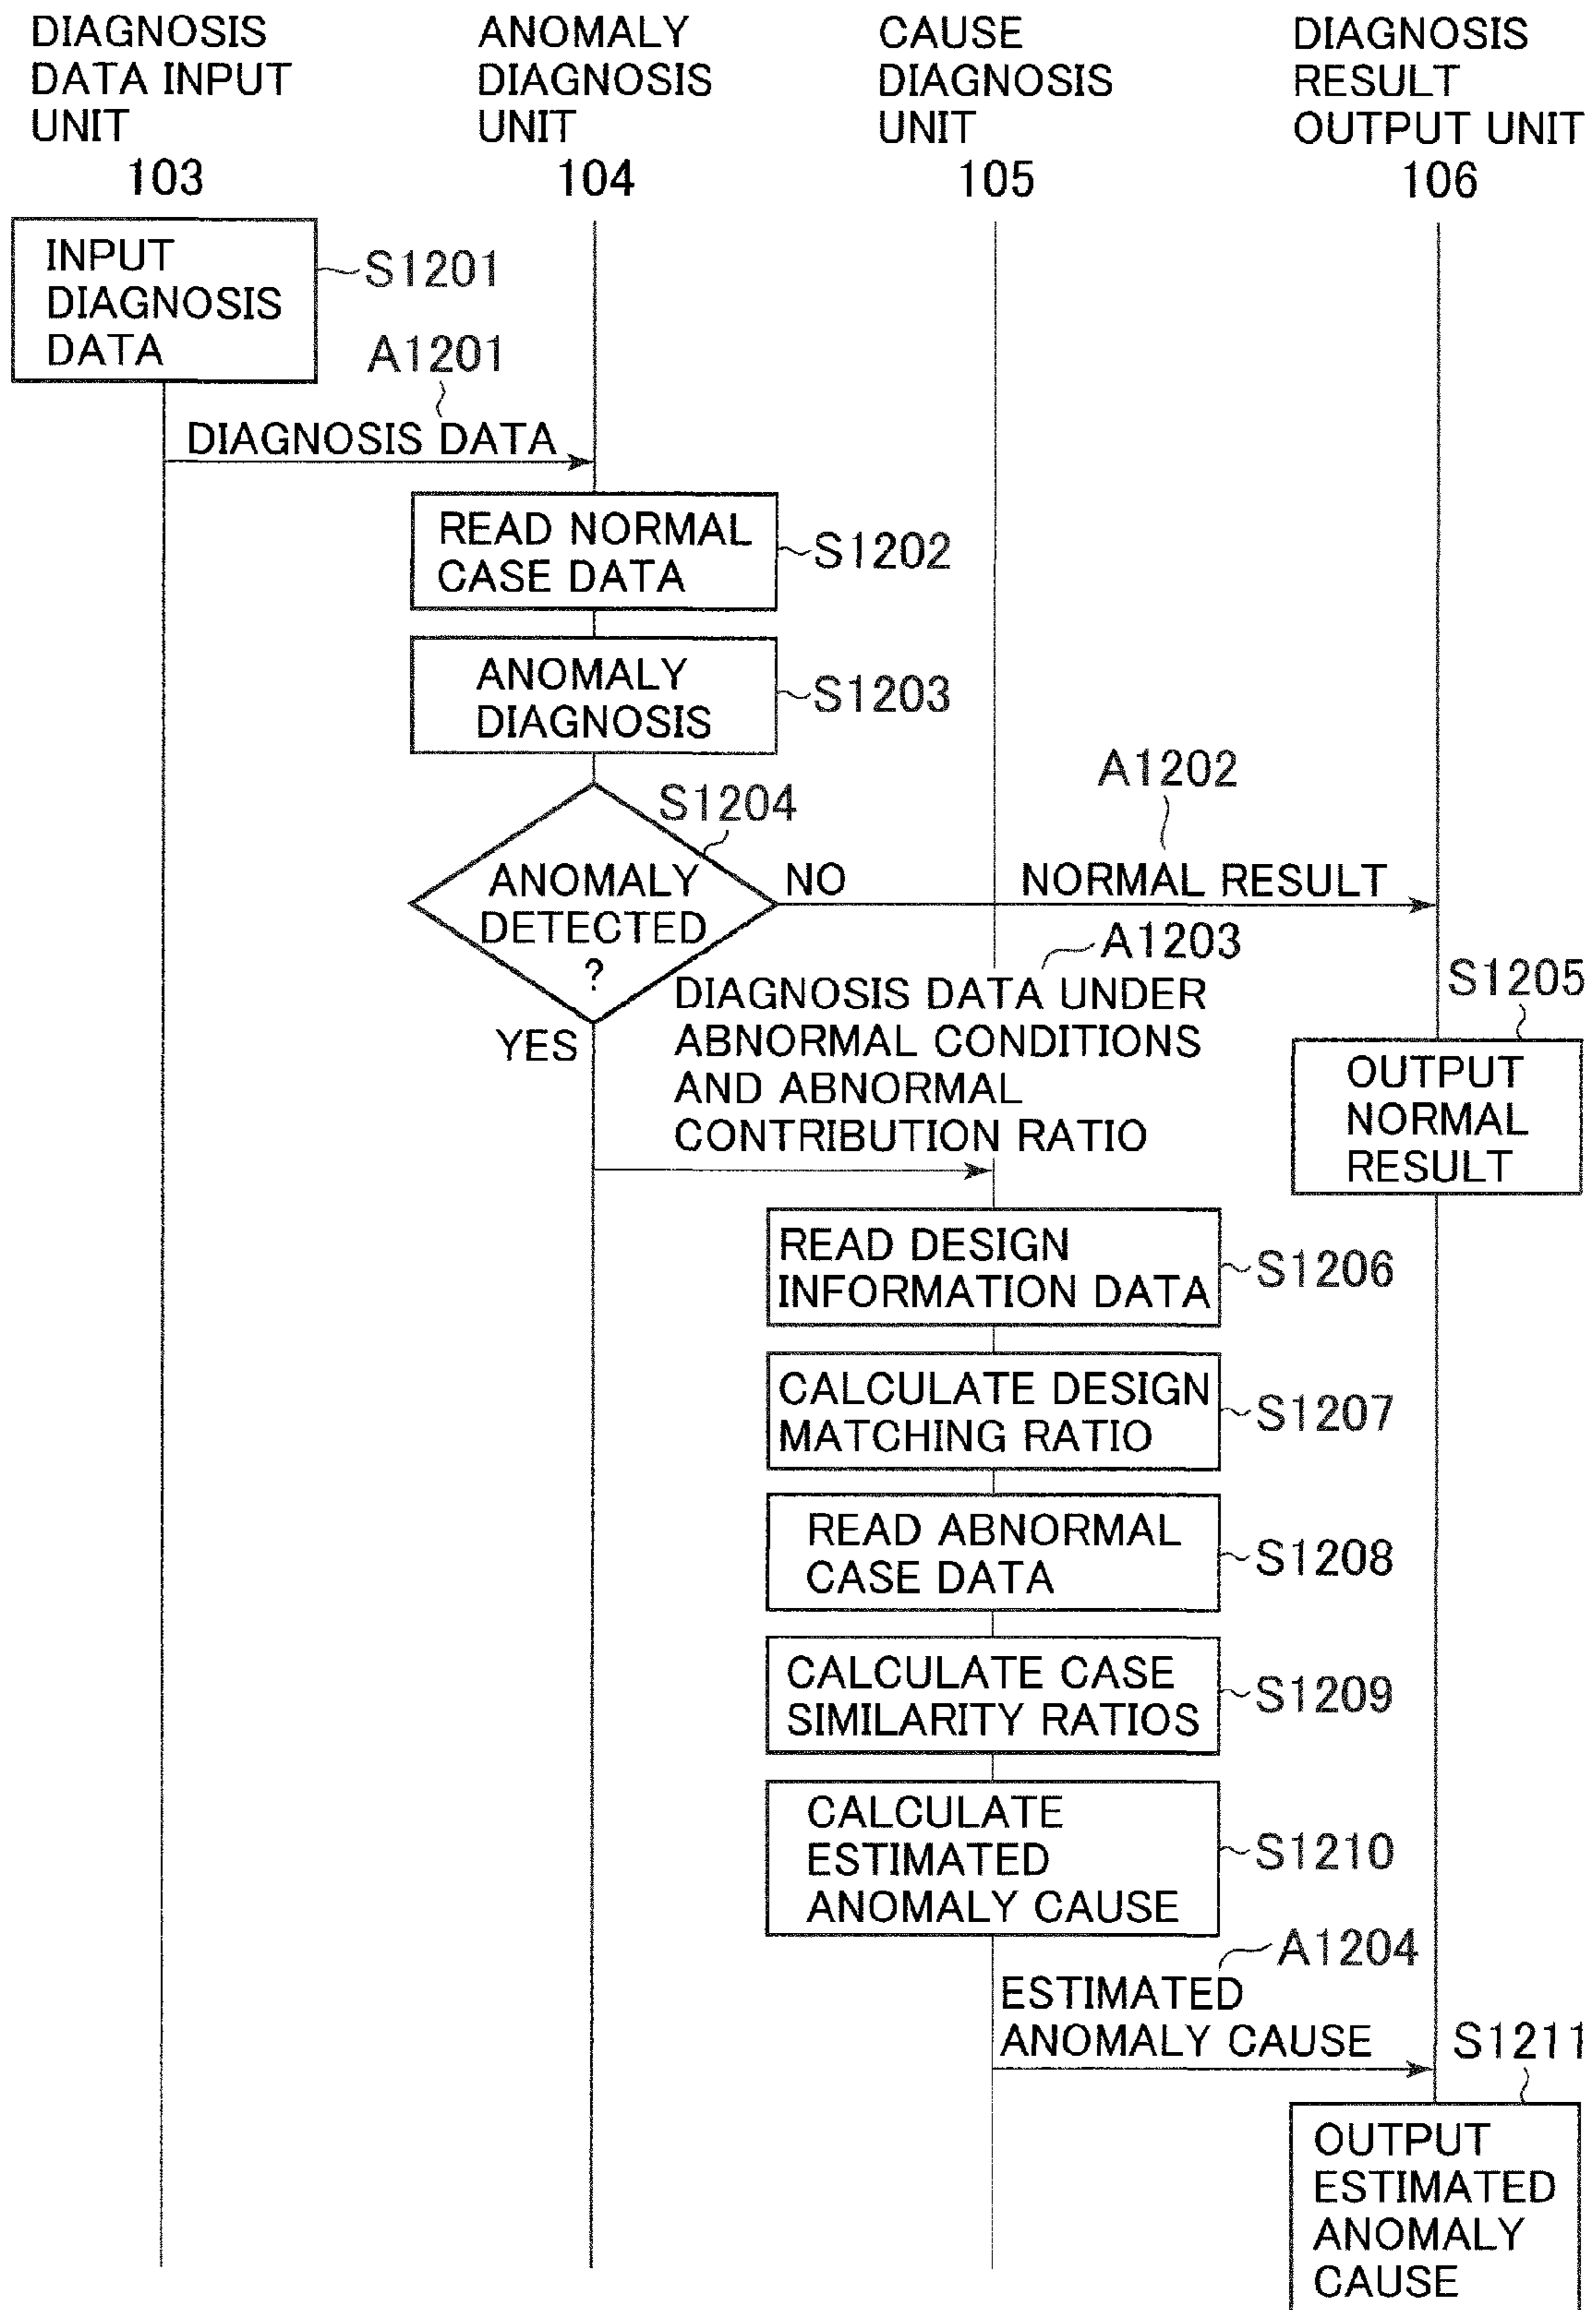 DIAGNOSIS
DATA INPUT
UNIT
103
ANOMALY
DIAGNOSIS
UNIT
104
CAUSE
DIAGNOSIS
UNIT
105
DIAGNOSIS
RESULT
OUTPUT UNIT
106
INPUT
DIAGNOSIS
DATA
S1201
A1201
DIAGNOSIS DATA
READ NORMAL
CASE DATA
S1202
ANOMALY
DIAGNOSIS
S1203
S1204
ANOMALY
DETECTED
?
NO
A1202
NORMAL RESULT
YES
A1203
DIAGNOSIS DATA UNDER
ABNORMAL CONDITIONS
AND ABNORMAL
CONTRIBUTION RATIO
S1205
OUTPUT
NORMAL
RESULT
READ DESIGN
INFORMATION DATA
S1206
CALCULATE DESIGN
MATCHING RATIO
S1207
READ ABNORMAL
CASE DATA
S1208
CALCULATE CASE
SIMILARITY RATIOS
S1209
CALCULATE
ESTIMATED
ANOMALY CAUSE
S1210
A1204
ESTIMATED
ANOMALY CAUSE
S1211
OUTPUT
ESTIMATED
ANOMALY
CAUSE